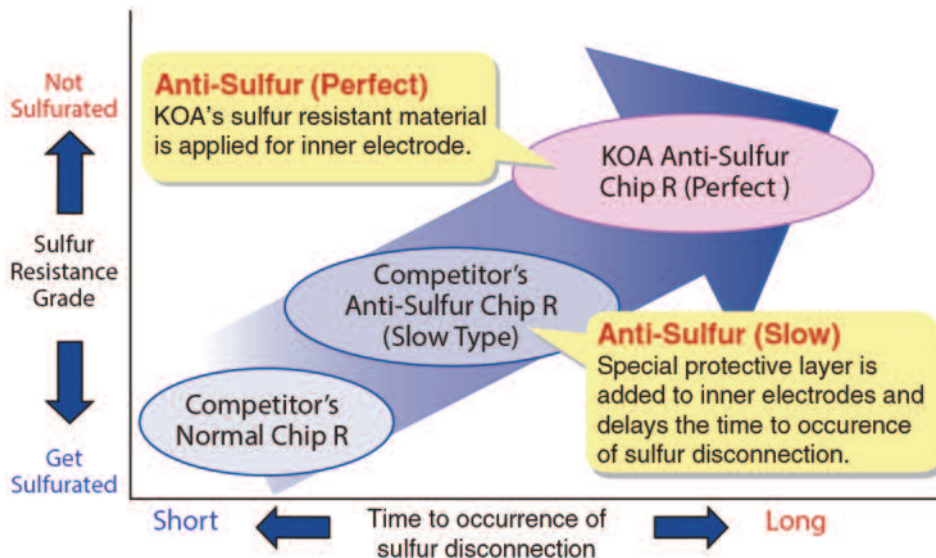 Not
Sulfurated
Sulfur
Resistance
Grade
Get
Sulfurated
Anti-Sulfur (Perfect)
KOA's sulfur resistant material
is applied for inner electrode.
KOA Anti-Sulfur
Chip R (Perfect )
Competitor's
Anti-Sulfur Chip R
(Slow Type)
Anti-Sulfur (Slow)
Special protective layer is
added to inner electrodes and
delays the time to occurence
of sulfur disconnection.
Competitor's
Normal Chip R
Short
Time to occurrence of
sulfur disconnection
Long